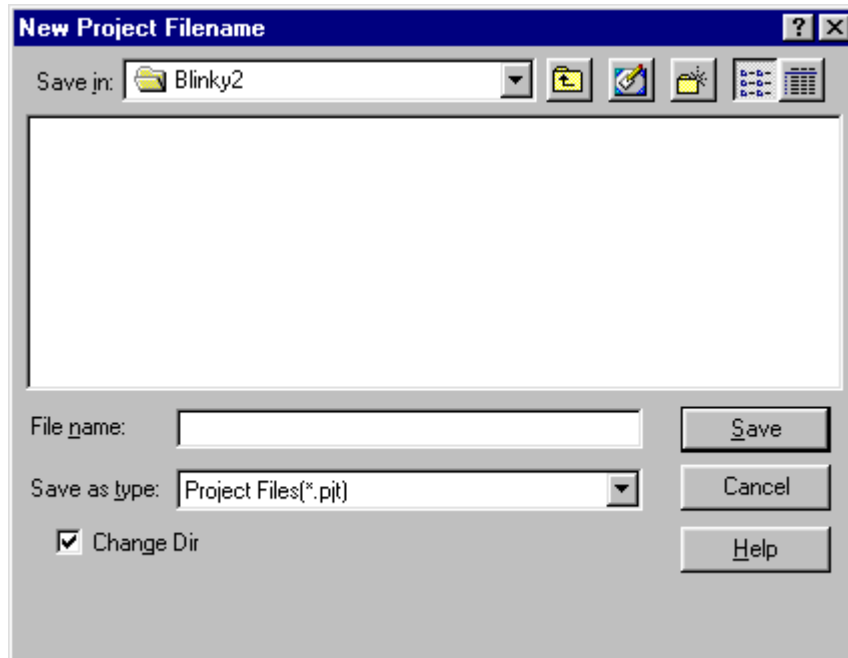 New Project Filename
Save in: Blinky2
File name:
Save
Save as type: Project Files(*.pjt)
Cancel
Change Dir
Help